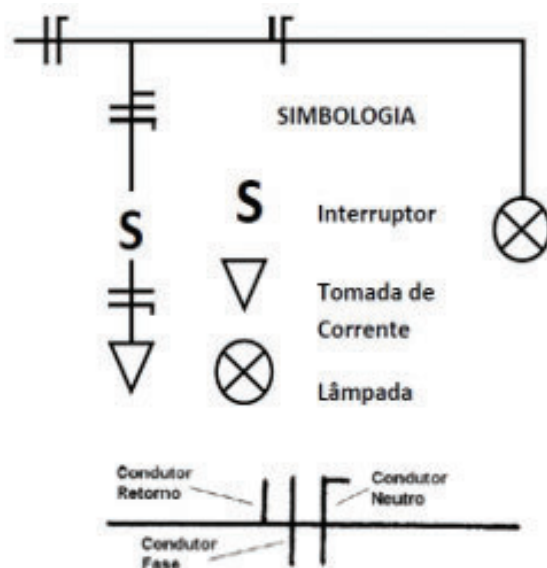 SIMBOLOGIA
S
S
Interruptor
Tomada de
Corrente
Lâmpada
Condutor
Retorno
Condutor
Neutro
Condutor
Fase